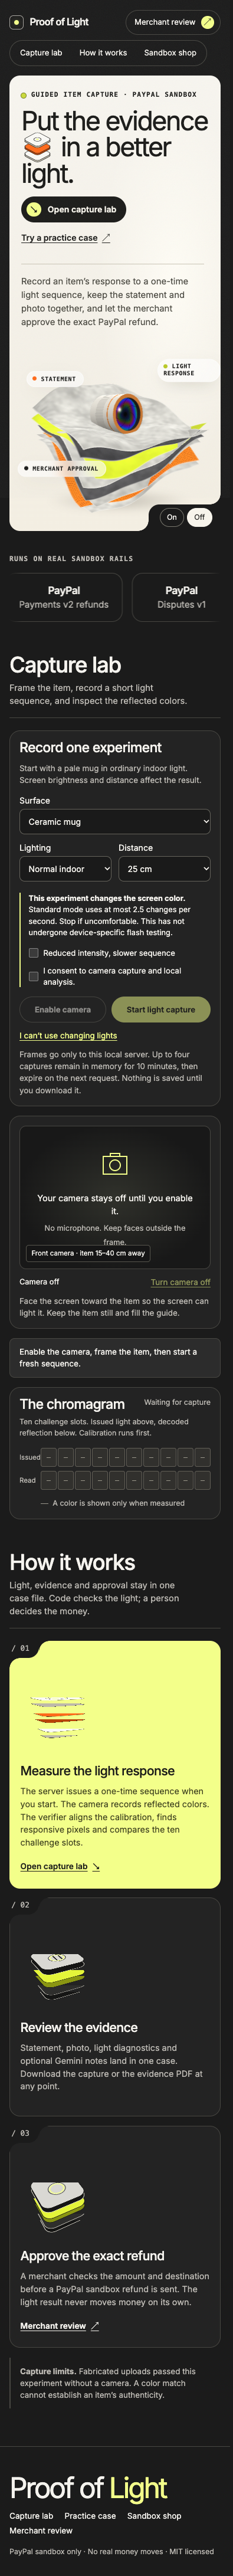 Proof of Light
Merchant review
Capture lab
How it works
Sandbox shop
GUIDED ITEM CAPTURE · PAYPAL SANDBOX
Put the evidence
in a better
light.
Open capture lab
Try a practice case
Record an item’s response to a one-time
light sequence, keep the statement and
photo together, and let the merchant
approve the exact PayPal refund.
LIGHT
RESPONSE
STATEMENT
MERCHANT APPROVAL
On
Off
RUNS ON REAL SANDBOX RAILS
PayPal
Payments v2 refunds
PayPal
Disputes v1
Capture lab
Frame the item, record a short light
sequence, and inspect the reflected colors.
Record one experiment
Start with a pale mug in ordinary indoor light.
Screen brightness and distance affect the result.
Surface
Ceramic mug
Lighting
Distance
Normal indoor
25 cm
This experiment changes the screen color.
Standard mode uses at most 2.5 changes per
second. Stop if uncomfortable. This has not
undergone device-specific flash testing.
Reduced intensity, slower sequence
I consent to camera capture and local
analysis.
Enable camera
Start light capture
I can’t use changing lights
Frames go only to this local server. Up to four
captures remain in memory for 10 minutes, then
expire on the next request. Nothing is saved until
you download it.
Your camera stays off until you enable
it.
No microphone. Keep faces outside the
frame.
Front camera · item 15–40 cm away
Camera off
Turn camera off
Face the screen toward the item so the screen can
light it. Keep the item still and fill the guide.
Enable the camera, frame the item, then start a
fresh sequence.
The chromagram
Waiting for capture
Ten challenge slots. Issued light above, decoded
reflection below. Calibration runs first.
Issued — — — — — — — — — —
Read — — — — — — — — — —
— A color is shown only when measured
How it works
Light, evidence and approval stay in one
case file. Code checks the light; a person
decides the money.
/ 01
Measure the light response
The server issues a one-time sequence when
you start. The camera records reflected colors.
The verifier aligns the calibration, finds
responsive pixels and compares the ten
challenge slots.
Open capture lab
/ 02
Review the evidence
Statement, photo, light diagnostics and
optional Gemini notes land in one case.
Download the capture or the evidence PDF at
any point.
/ 03
Approve the exact refund
A merchant checks the amount and destination
before a PayPal sandbox refund is sent. The
light result never moves money on its own.
Merchant review
Capture limits. Fabricated uploads passed this
experiment without a camera. A color match
cannot establish an item’s authenticity.
Proof of Light
Capture lab
Practice case
Sandbox shop
Merchant review
PayPal sandbox only · No real money moves · MIT licensed